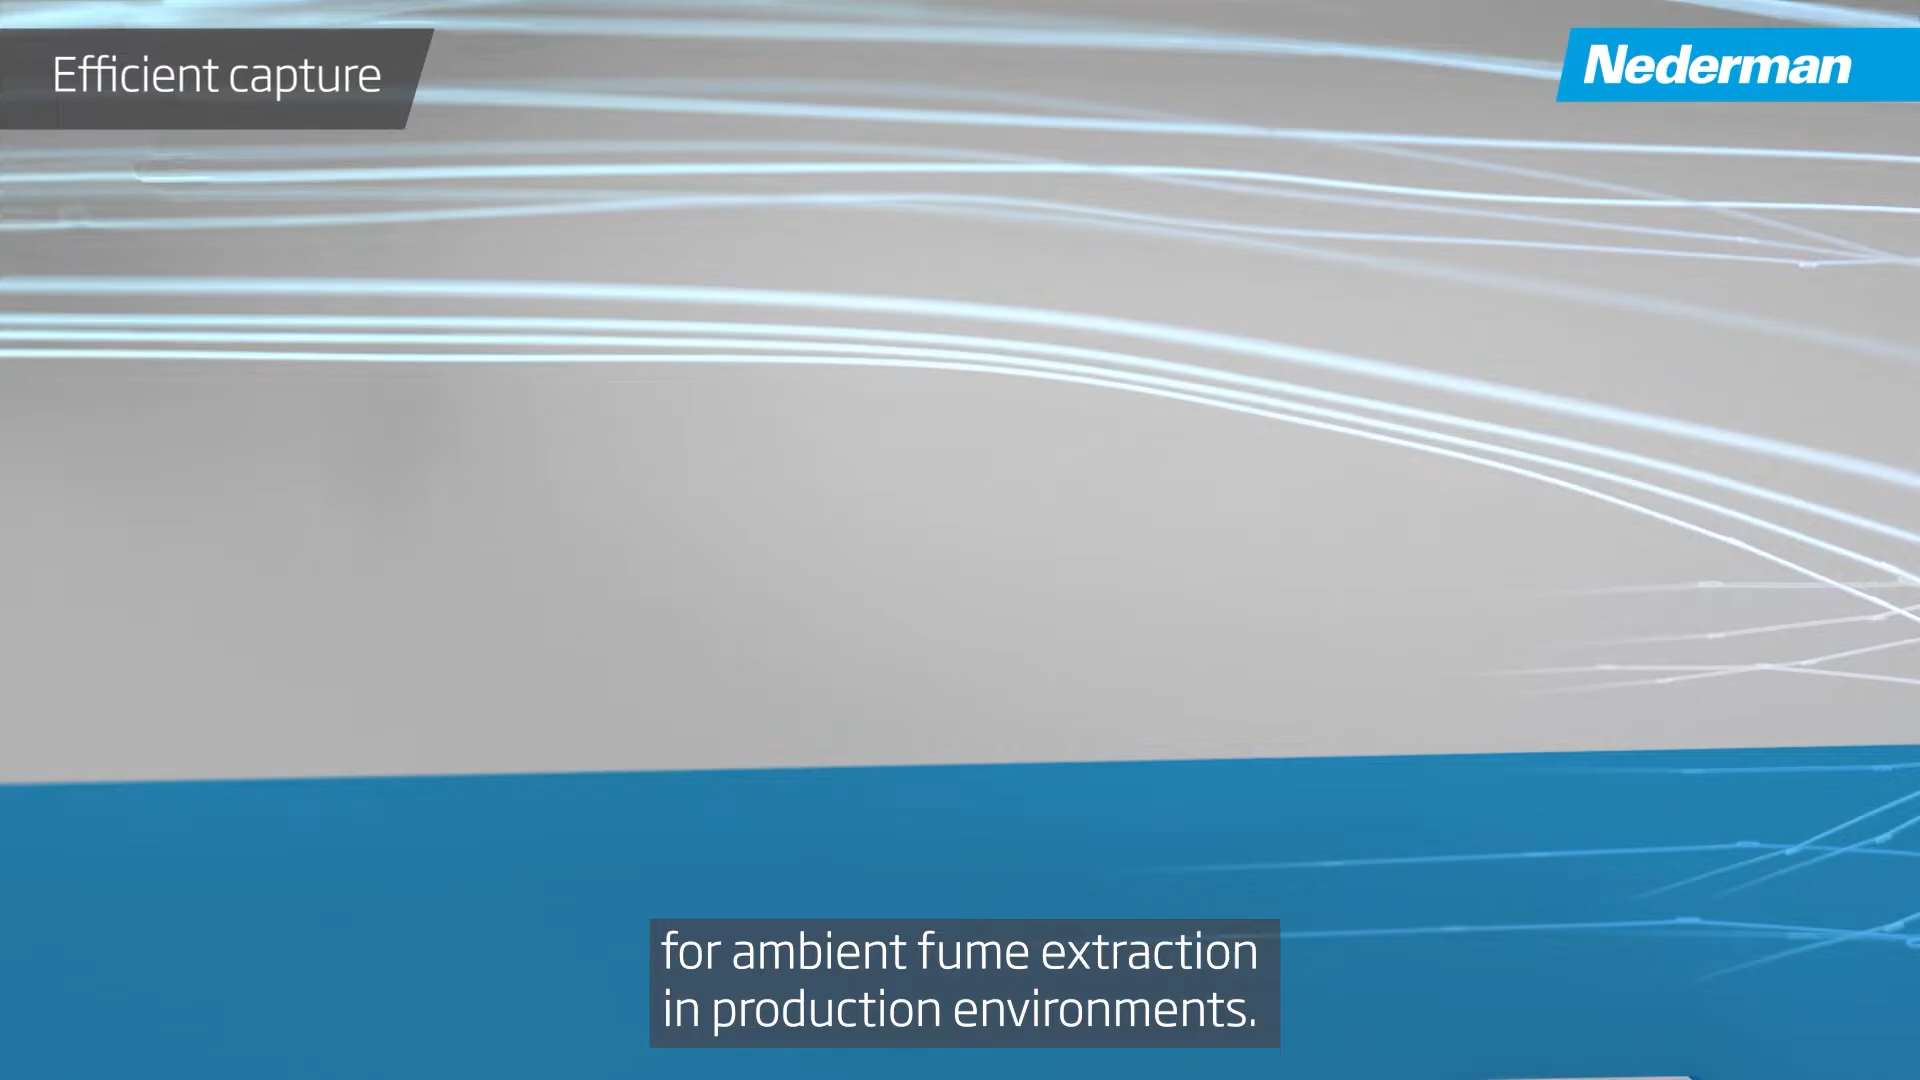 Efficient capture
Nederman
for ambient fume extraction
in production environments.